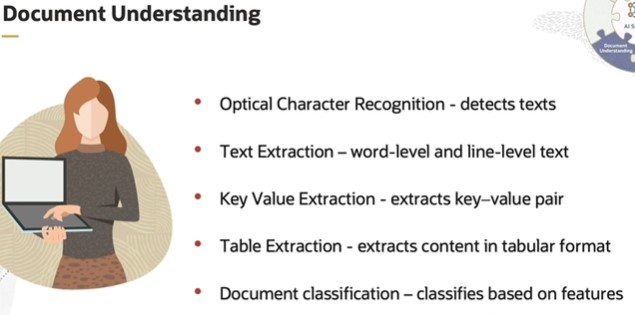 Document Understanding
AI S
Document
Understanding
• Optical Character Recognition - detects texts
• Text Extraction – word-level and line-level text
• Key Value Extraction - extracts key–value pair
• Table Extraction - extracts content in tabular format
• Document classification – classifies based on features